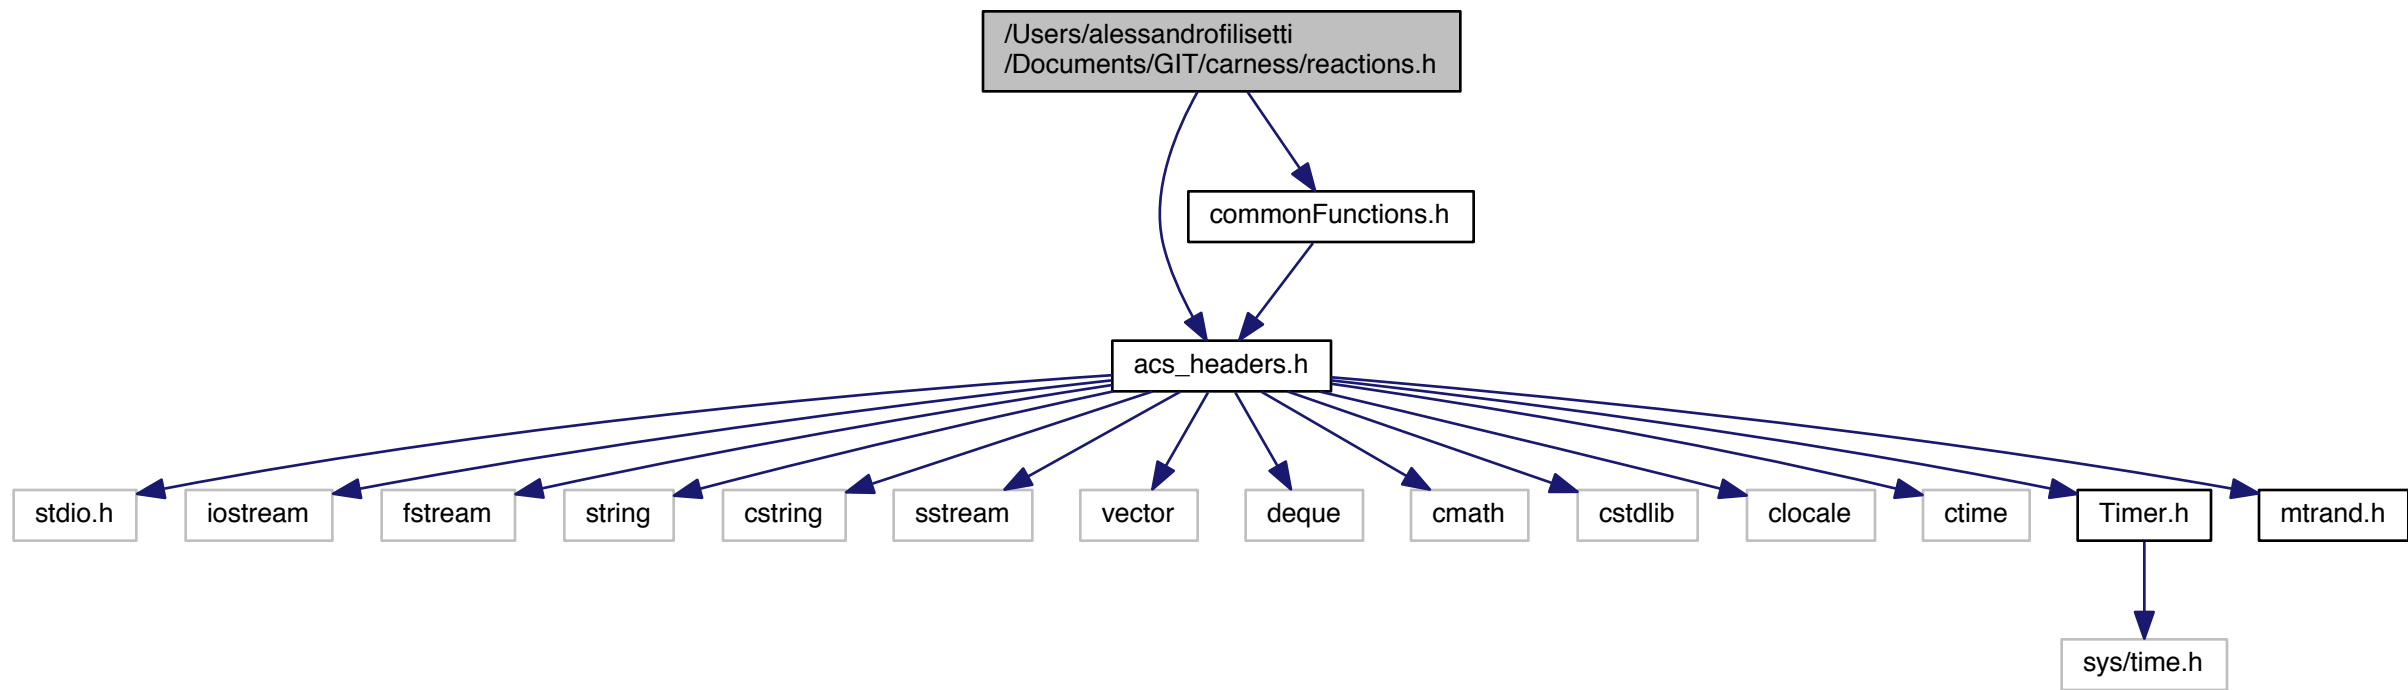 /Users/alessandrofilisetti
/Documents/GIT/carness/reactions.h
commonFunctions.h
acs_headers.h
stdio.h
iostream
fstream
string
cstring
sstream
vector
deque
cmath
cstdlib
clocale
ctime
Timer.h
mtrand.h
sys/time.h